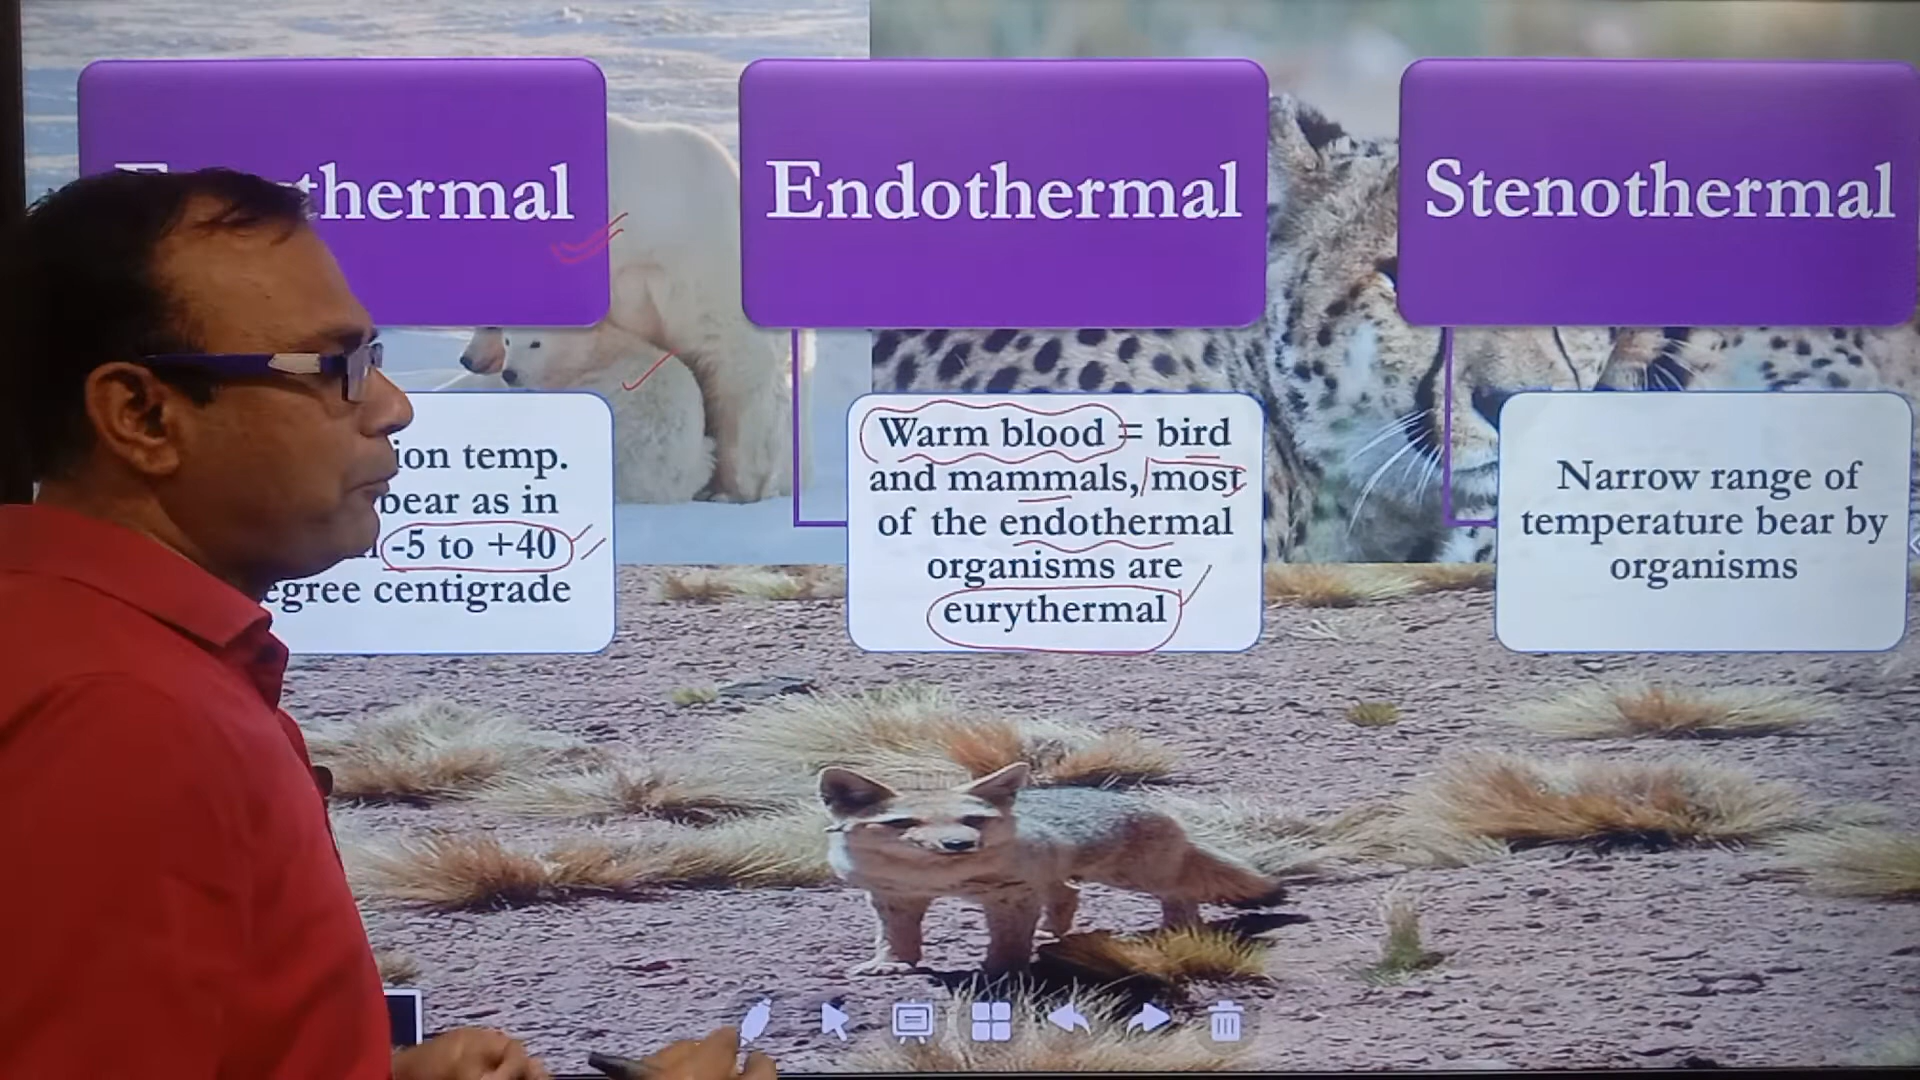 thermal
Endothermal
Stenothermal
ion temp.
bear as in
-5 to +40
egree centigrade
Warm blood = bird
and mammals, most
of the endothermal
organisms are
eurythermal
Narrow range of
temperature bear by
organisms